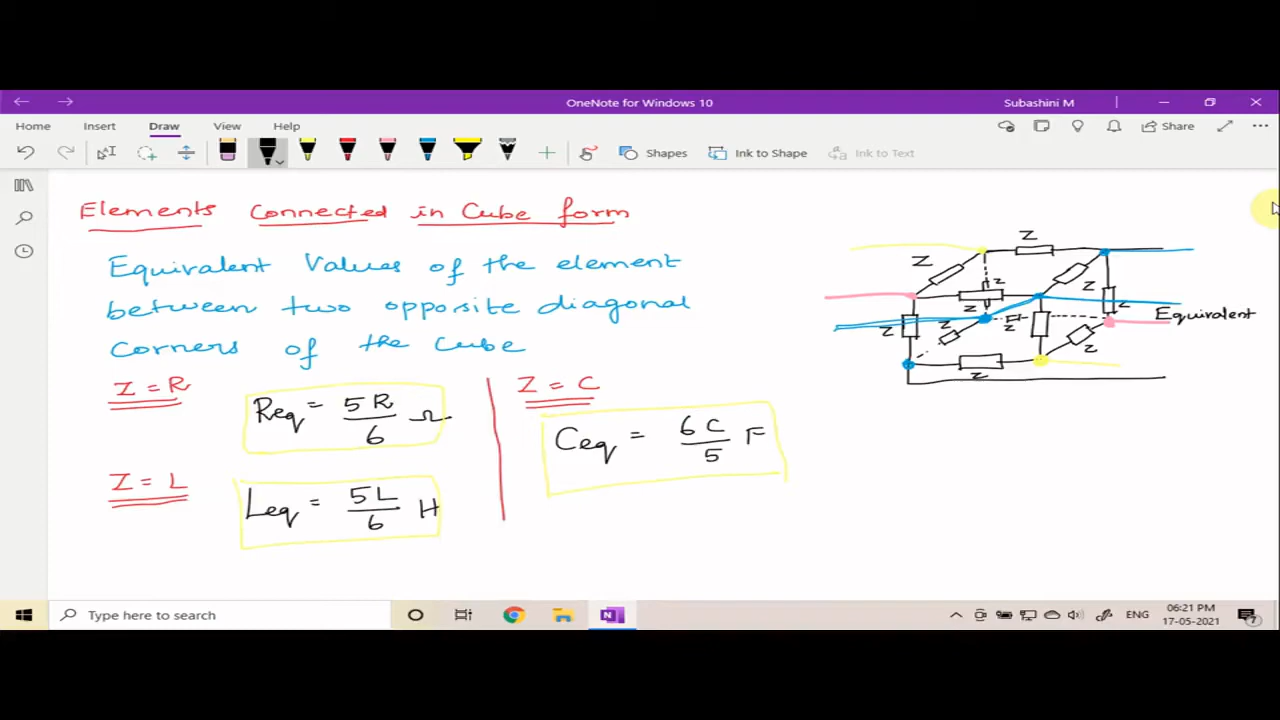 OneNote for Windows 10
Subashini M
Home Insert Draw View Help
Share
Shapes Ink to Shape Ink to Text
Elements Connected in Cube form
Equivalent Values of the element
between two opposite diagonal
Corners of the Cube
Z = R
Req = 5R/6 Ω
Z = L
Leq = 5L/6 H
Z = C
Ceq = 6C/5 F
Z
Z
Z
Z
Z
Z
Z
Z
Z
Z
Z
Equivalent
Type here to search
ENG
06:21 PM
17-05-2021
7